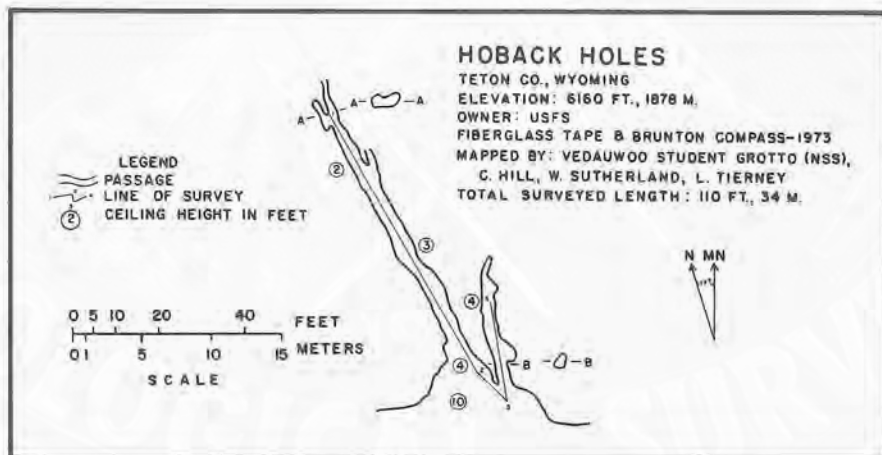 HOBACK HOLES
TETON CO., WYOMING
ELEVATION: 6160 FT., 1878 M.
OWNER: USFS
FIBERGLASS TAPE & BRUNTON COMPASS-1973
MAPPED BY: VEDAUWOO STUDENT GROTTO (NSS),
C. HILL, W. SUTHERLAND, L. TIERNEY
TOTAL SURVEYED LENGTH: 110 FT., 34 M.
LEGEND
PASSAGE
LINE OF SURVEY
2 CEILING HEIGHT IN FEET
0 5 10 20 40 FEET
0 1 5 10 15 METERS
SCALE
A A A
2
3
4
4
10
B B
N MN